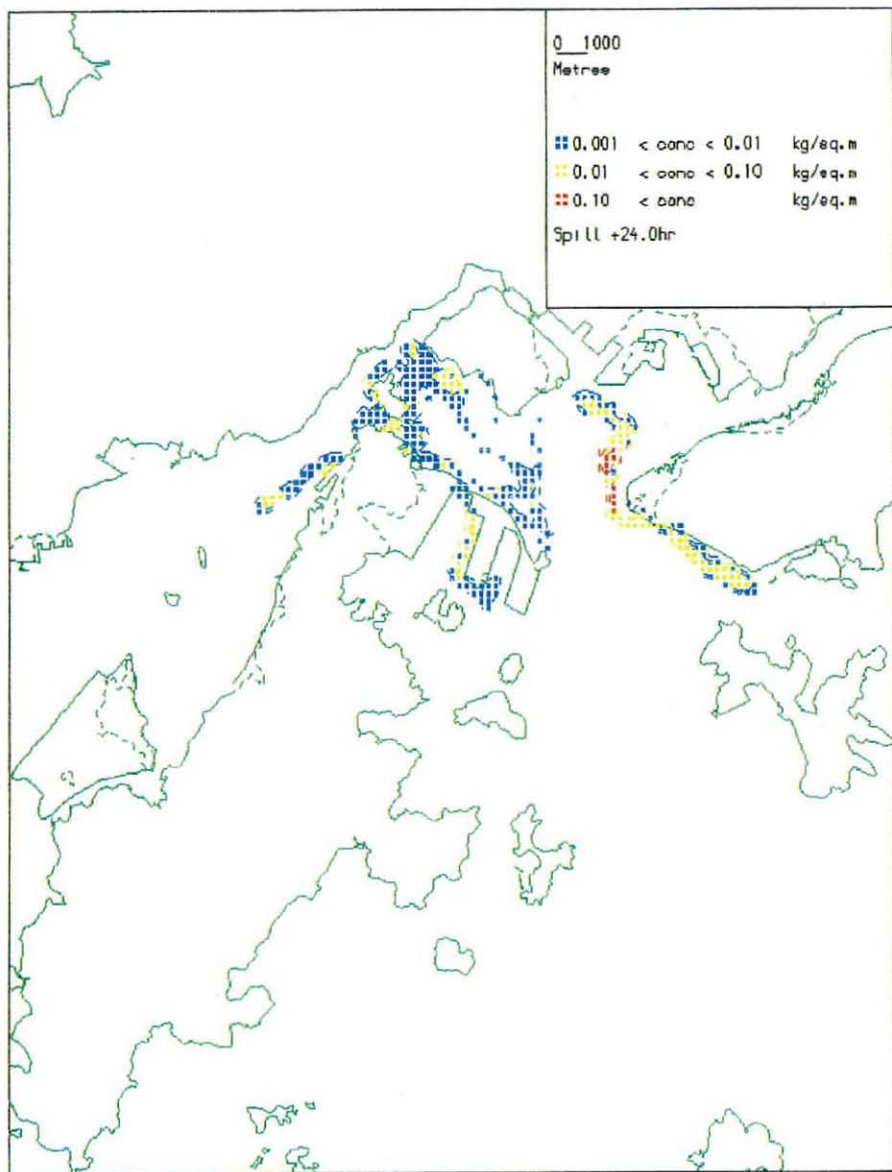 0 1000
Metres
0.001 < conc < 0.01 kg/sq.m
0.01 < conc < 0.10 kg/sq.m
0.10 < conc kg/sq.m
Spill +24.0hr